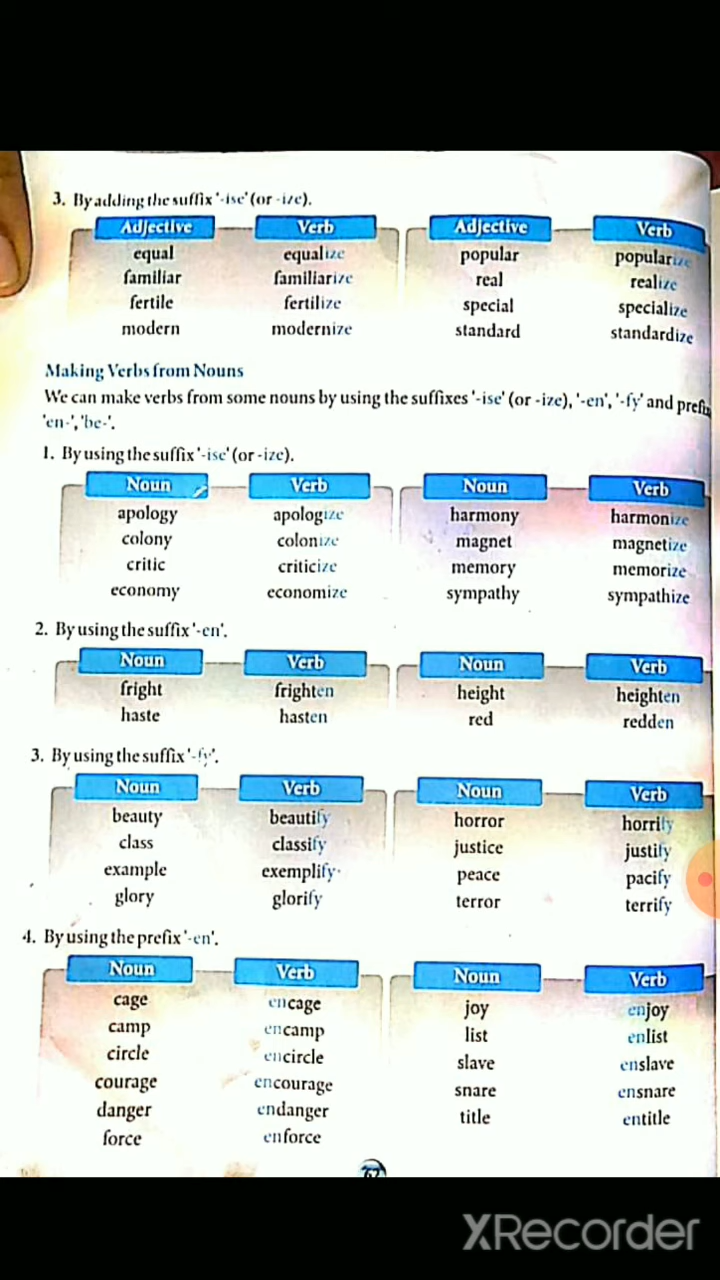 3. By adding the suffix '-ise' (or -ize).
Adjective Verb Adjective Verb
equal equalize popular popularize
familiar familiarize real realize
fertile fertilize special specialize
modern modernize standard standardize
Making Verbs from Nouns
We can make verbs from some nouns by using the suffixes '-ise' (or -ize), '-en', '-fy' and prefix
'en-', 'be-'.
1. By using the suffix '-ise' (or -ize).
Noun Verb Noun Verb
apology apologize harmony harmonize
colony colonize magnet magnetize
critic criticize memory memorize
economy economize sympathy sympathize
2. By using the suffix '-en'.
Noun Verb Noun Verb
fright frighten height heighten
haste hasten red redden
3. By using the suffix '-fy'.
Noun Verb Noun Verb
beauty beautify horror horrify
class classify justice justify
example exemplify peace pacify
glory glorify terror terrify
4. By using the prefix '-en'.
Noun Verb Noun Verb
cage encage joy enjoy
camp encamp list enlist
circle encircle slave enslave
courage encourage snare ensnare
danger endanger title entitle
force enforce
XRecorder